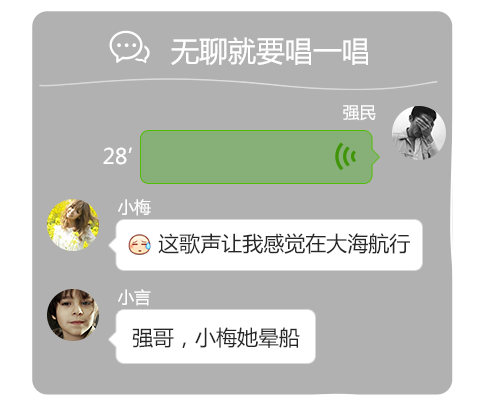 无聊就要唱一唱
强民
28′
小梅
这歌声让我感觉在大海航行
小言
强哥，小梅她晕船